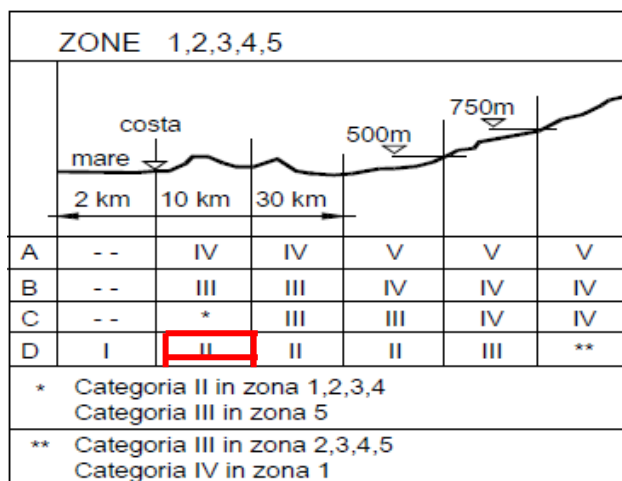 ZONE 1,2,3,4,5
750m
costa
500m
mare
2 km 10 km 30 km
A - - IV IV V V V
B - - III III IV IV IV
C - - * III III IV IV
D I II II II III **
* Categoria II in zona 1,2,3,4
Categoria III in zona 5
** Categoria III in zona 2,3,4,5
Categoria IV in zona 1